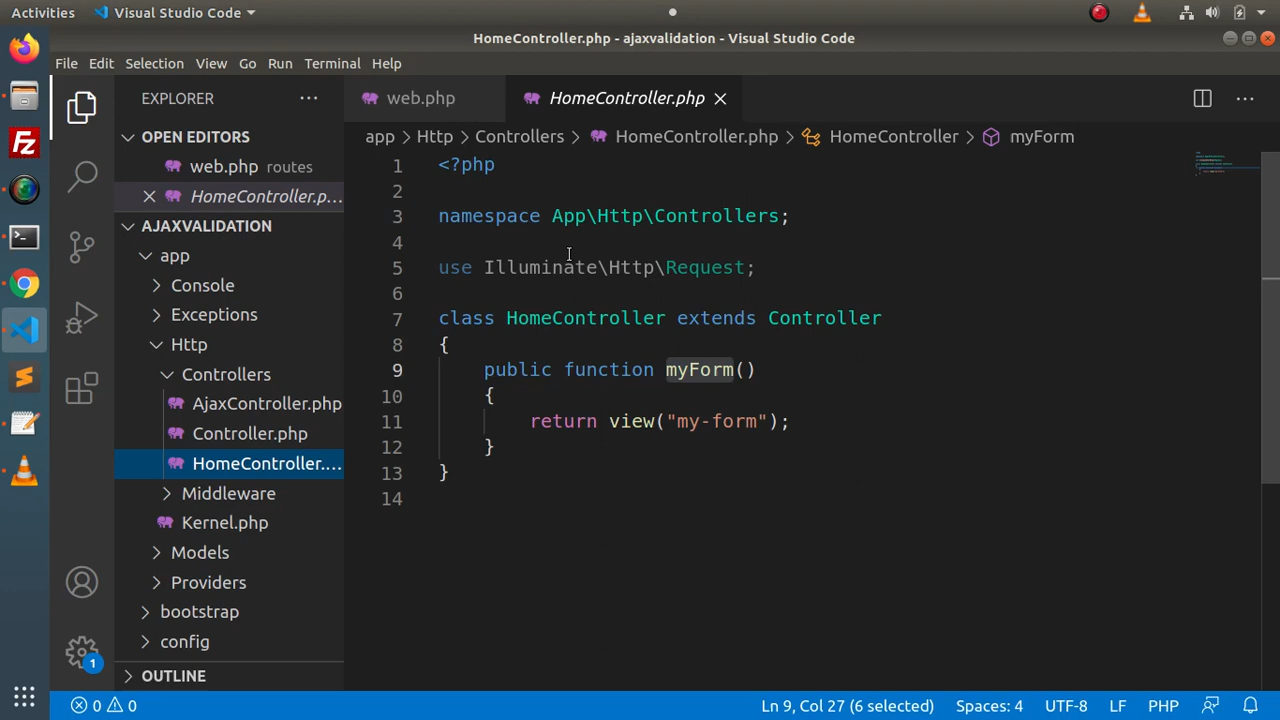 Activities
Visual Studio Code
HomeController.php - ajaxvalidation - Visual Studio Code
File Edit Selection View Go Run Terminal Help
EXPLORER
OPEN EDITORS
web.php routes
HomeController.p...
AJAXVALIDATION
app
Console
Exceptions
Http
Controllers
AjaxController.php
Controller.php
HomeController....
Middleware
Kernel.php
Models
Providers
bootstrap
config
OUTLINE
web.php
HomeController.php
app > Http > Controllers > HomeController.php > HomeController > myForm
1 <?php
2
3 namespace App\Http\Controllers;
4
5 use Illuminate\Http\Request;
6
7 class HomeController extends Controller
8 {
9 public function myForm()
10 {
11 return view("my-form");
12 }
13 }
14
1
0 0 Ln 9, Col 27 (6 selected) Spaces: 4 UTF-8 LF PHP